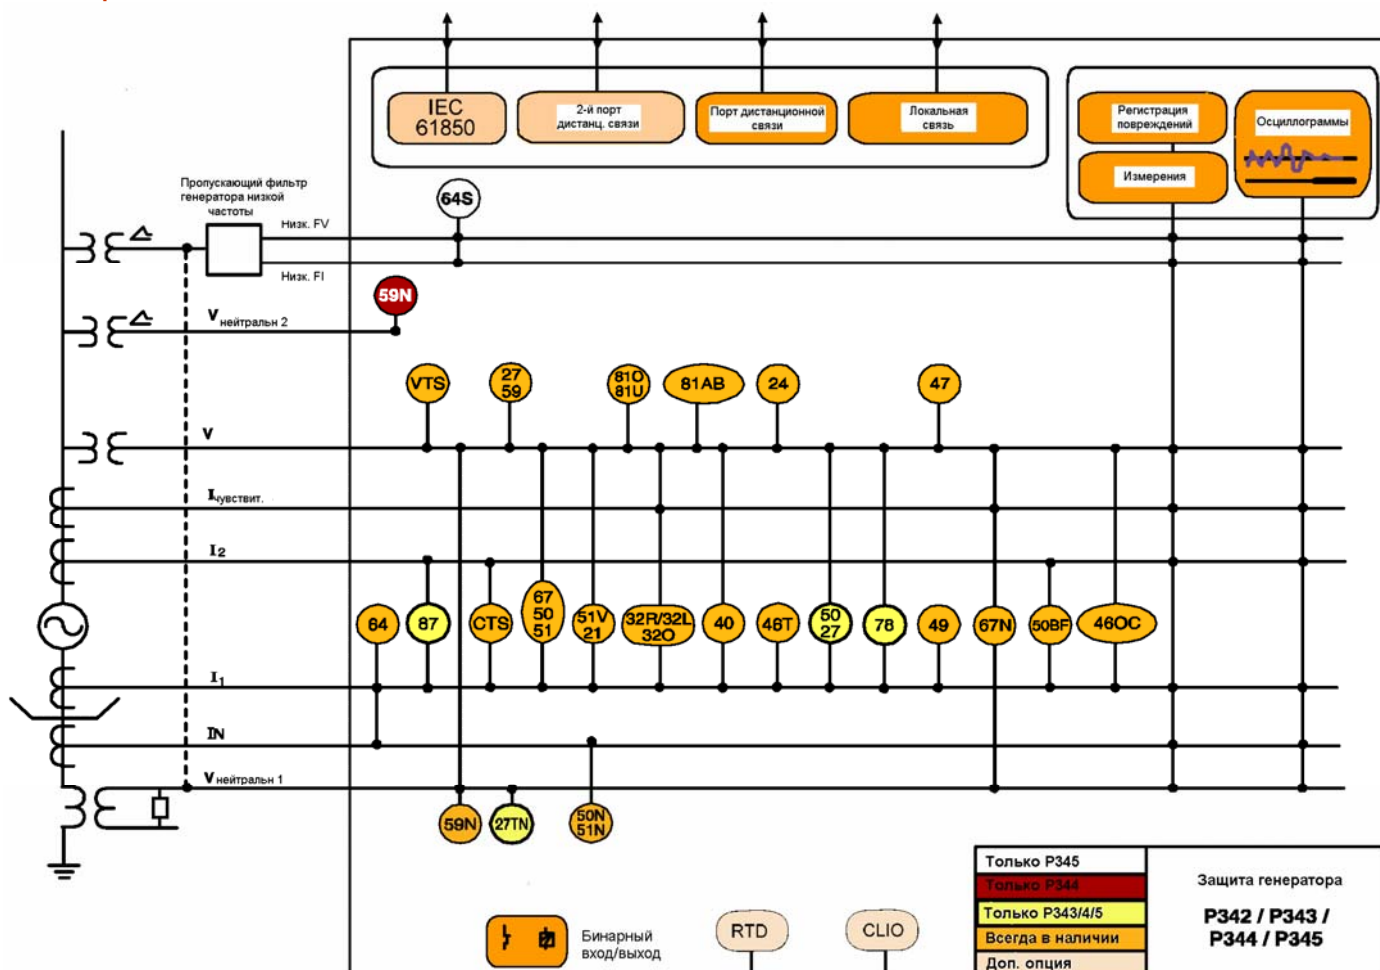 IEC
61850
2-й порт
дистанц. связи
Порт дистанционной
связи
Локальная
связь
Регистрация
повреждений
Осциллограммы
Измерения
Пропускающий фильтр
генератора низкой
частоты
Низк. FV
64S
Низк. FI
59N
V нейтральн 2
VTS
27
59
81O
81U
81AB
24
47
V
I чувствит.
I2
64
87
CTS
67
50
51
51V
21
32R/32L
32O
40
46T
50
27
78
49
67N
50BF
46OC
I1
IN
V нейтральн 1
59N
27TN
50N
51N
Только P345
Только P344
Только P343/4/5
Всегда в наличии
Доп. опция
Защита генератора
P342 / P343 /
P344 / P345
Бинарный
вход/выход
RTD
CLIO